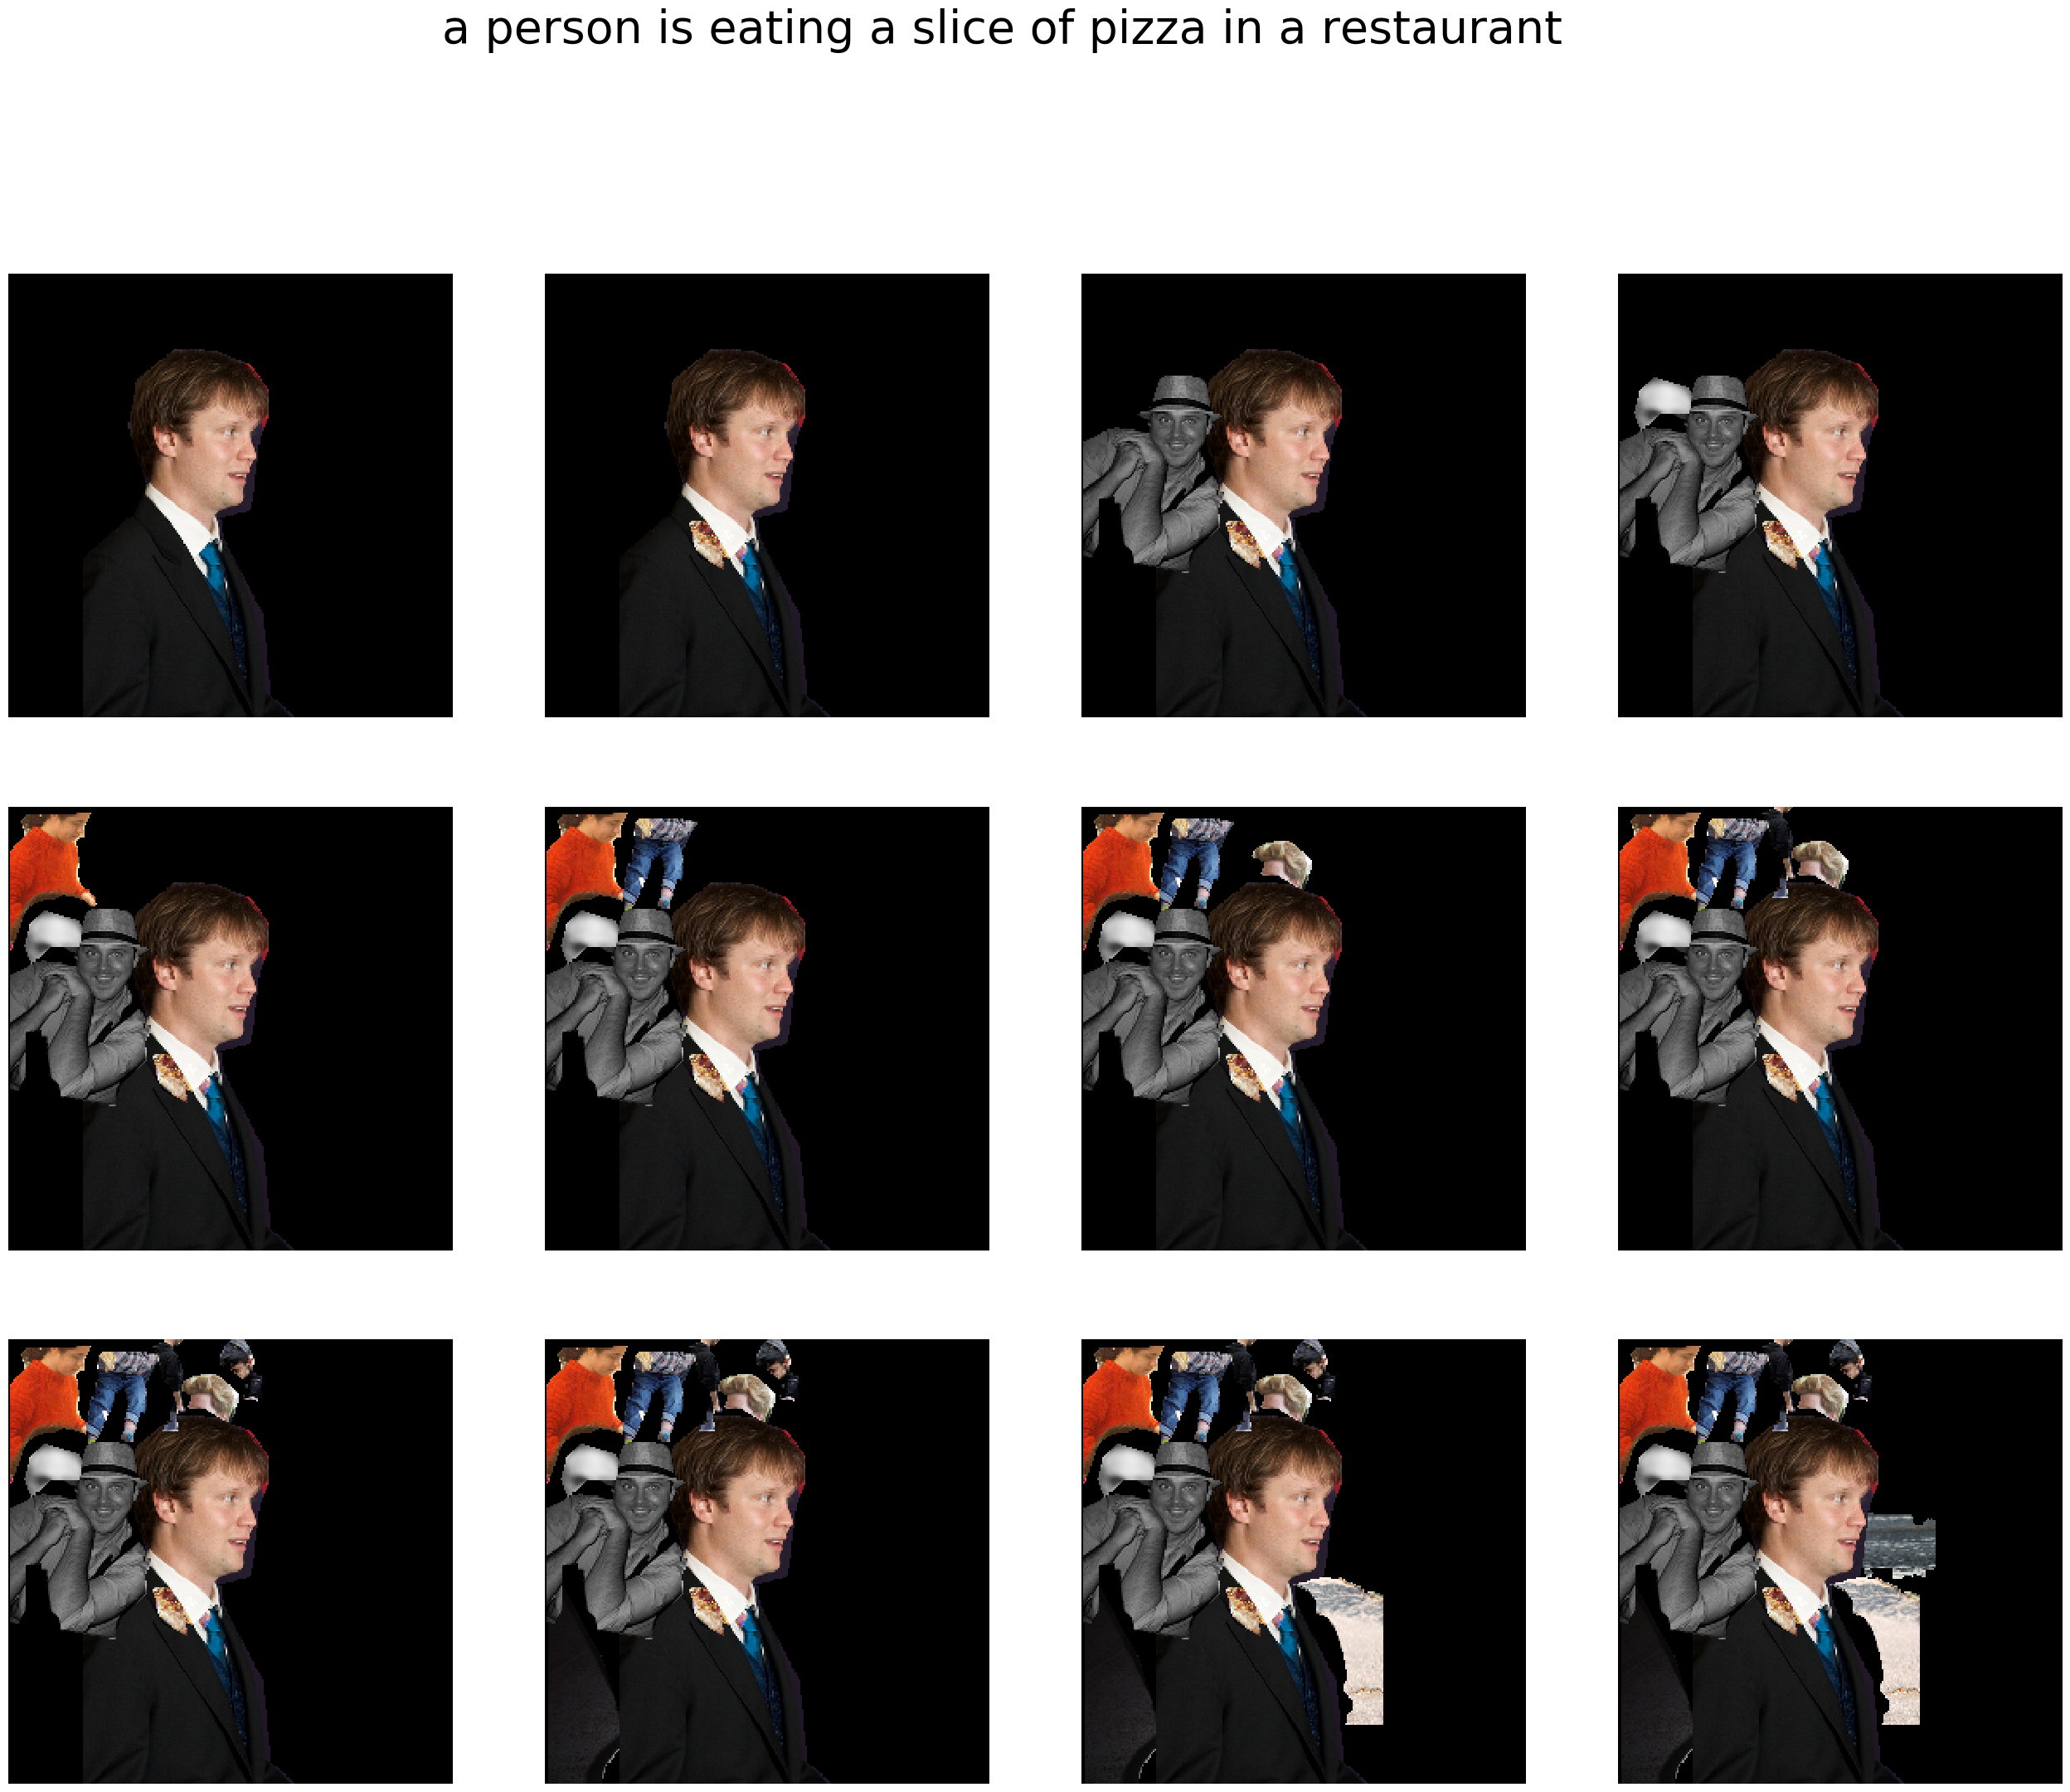 a person is eating a slice of pizza in a restaurant